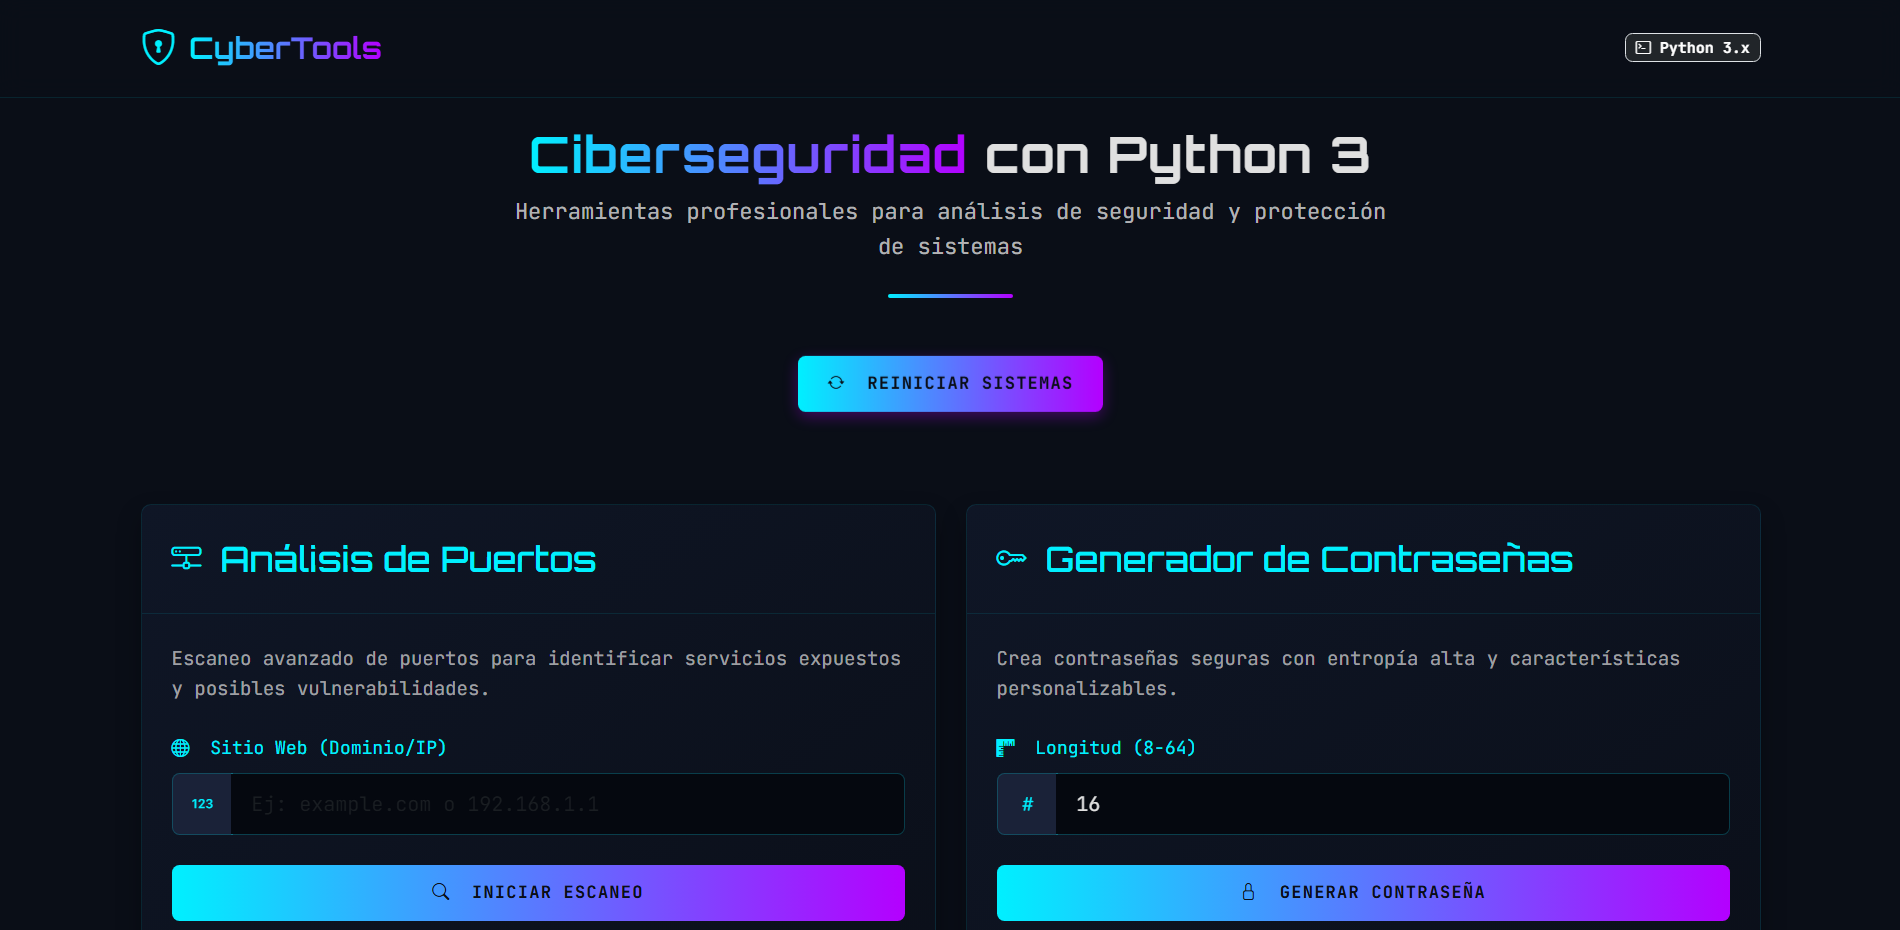 CyberTools
Python 3.x
Ciberseguridad con Python 3
Herramientas profesionales para análisis de seguridad y protección
de sistemas
REINICIAR SISTEMAS
Análisis de Puertos
Escaneo avanzado de puertos para identificar servicios expuestos
y posibles vulnerabilidades.
Sitio Web (Dominio/IP)
123
Ej: example.com o 192.168.1.1
INICIAR ESCANEO
Generador de Contraseñas
Crea contraseñas seguras con entropía alta y características
personalizables.
Longitud (8-64)
#
16
GENERAR CONTRASEÑA